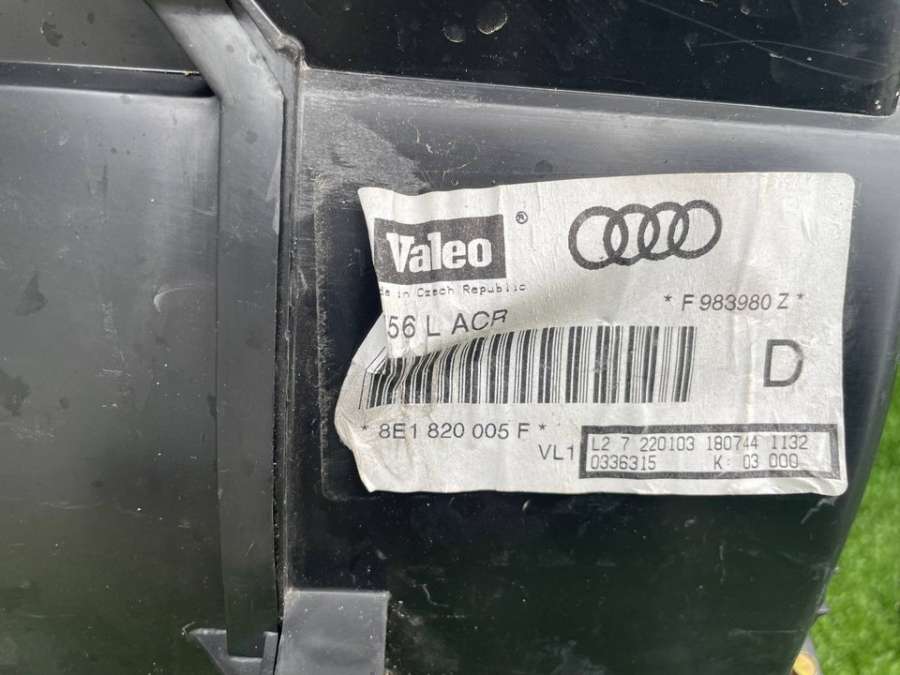 Valeo ®
in Czech Republic
* F 983980 Z *
56 L ACR
D
* 8E1 820 005 F *
VL1
L2 7 220103 180744 1132
0336315 K: 03 000